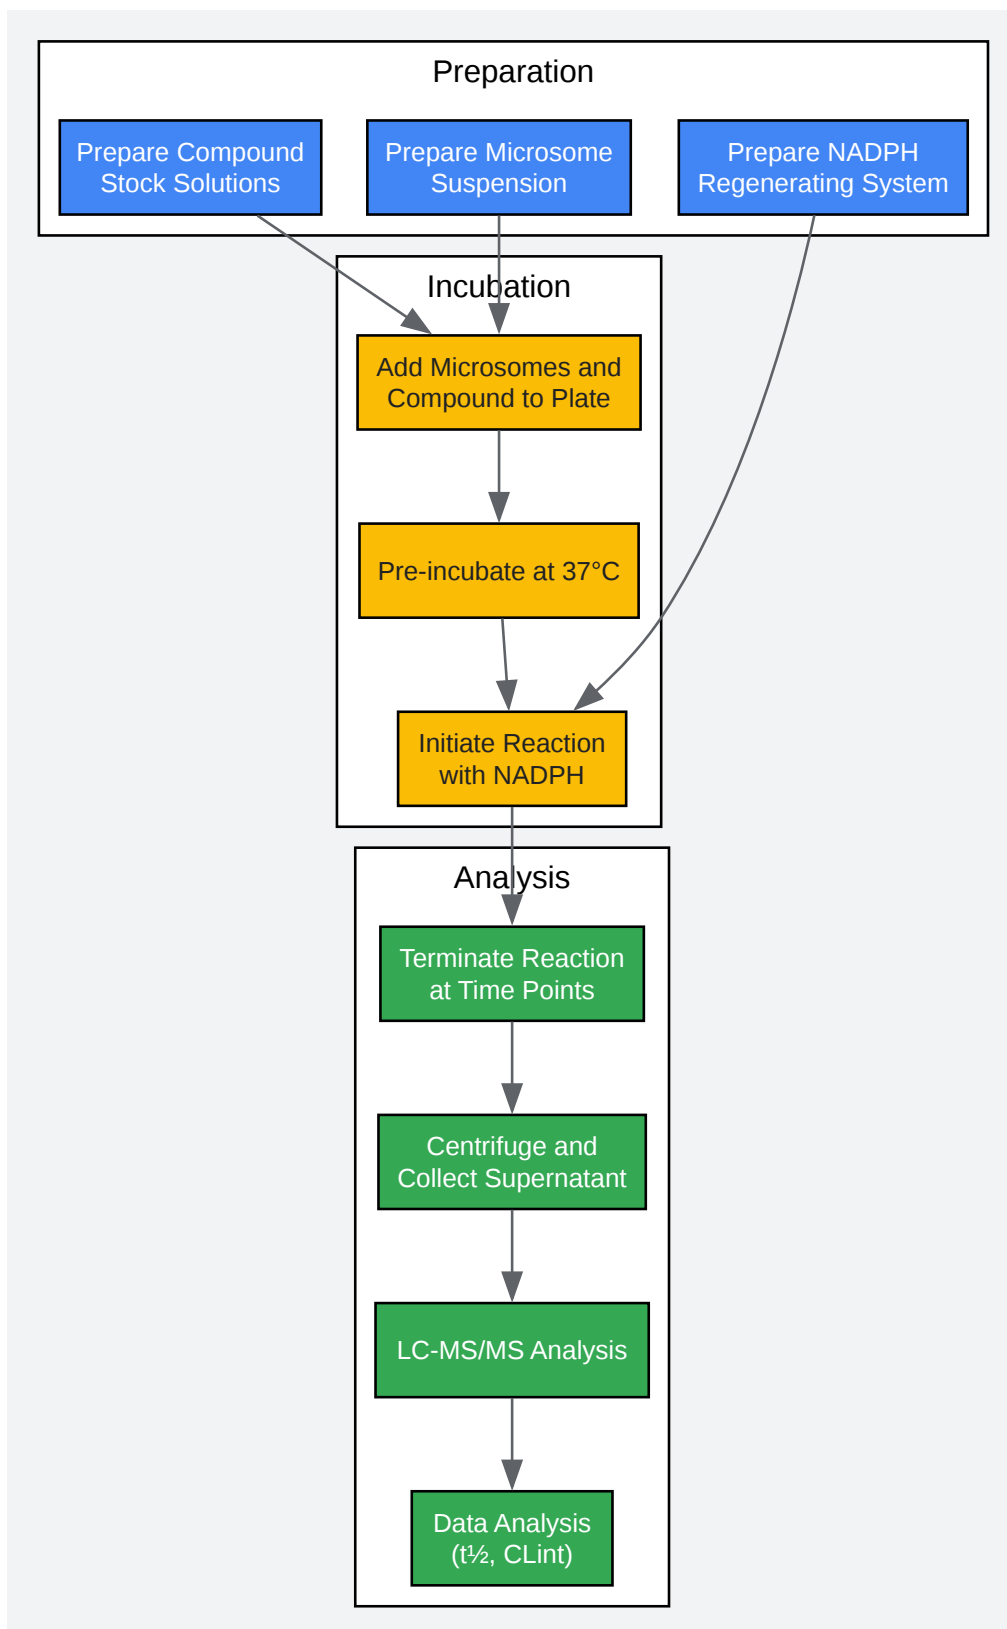 Preparation
Prepare Compound
Stock Solutions
Prepare Microsome
Suspension
Prepare NADPH
Regenerating System
Incubation
Add Microsomes and
Compound to Plate
Pre-incubate at 37°C
Initiate Reaction
with NADPH
Analysis
Terminate Reaction
at Time Points
Centrifuge and
Collect Supernatant
LC-MS/MS Analysis
Data Analysis
(t½, CLint)